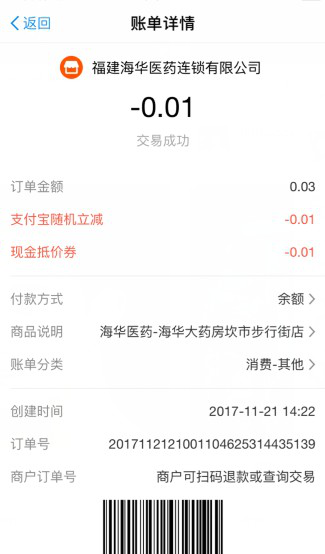 返回 账单详情
福建海华医药连锁有限公司
-0.01
交易成功
订单金额 0.03
支付宝随机立减 -0.01
现金抵价券 -0.01
付款方式 余额
商品说明 海华医药-海华大药房坎市步行街店
账单分类 消费-其他
创建时间 2017-11-21 14:22
订单号 2017112121001104625314435139
商户订单号 商户可扫码退款或查询交易